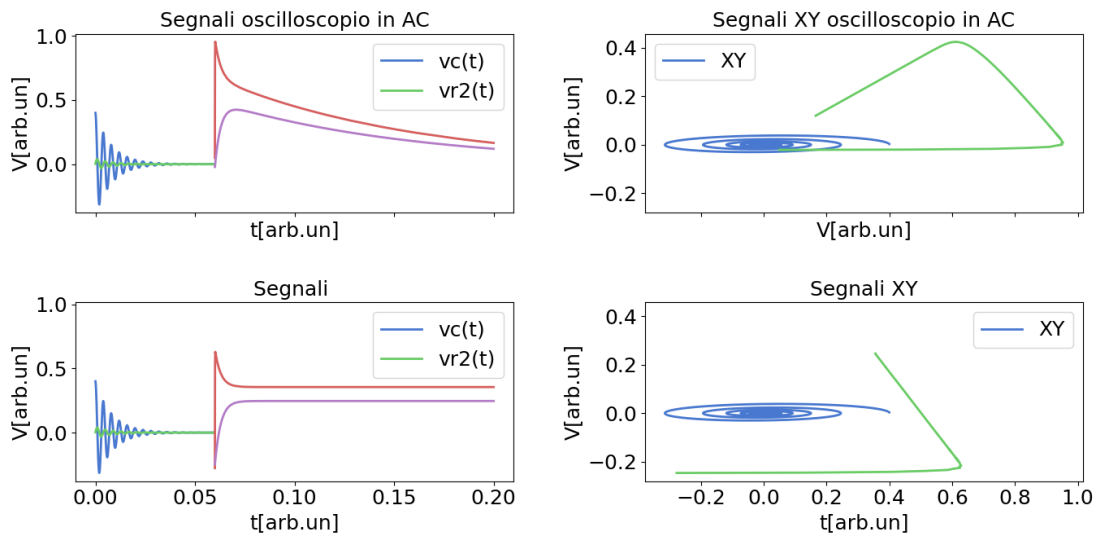 Segnali oscilloscopio in AC
1.0
0.5
0.0
V[arb.un]
vc(t)
vr2(t)
t[arb.un]
Segnali XY oscilloscopio in AC
0.4
0.2
0.0
−0.2
V[arb.un]
XY
V[arb.un]
Segnali
1.0
0.5
0.0
V[arb.un]
vc(t)
vr2(t)
0.00 0.05 0.10 0.15 0.20
t[arb.un]
Segnali XY
0.4
0.2
0.0
−0.2
V[arb.un]
XY
−0.2 0.0 0.2 0.4 0.6 0.8 1.0
t[arb.un]